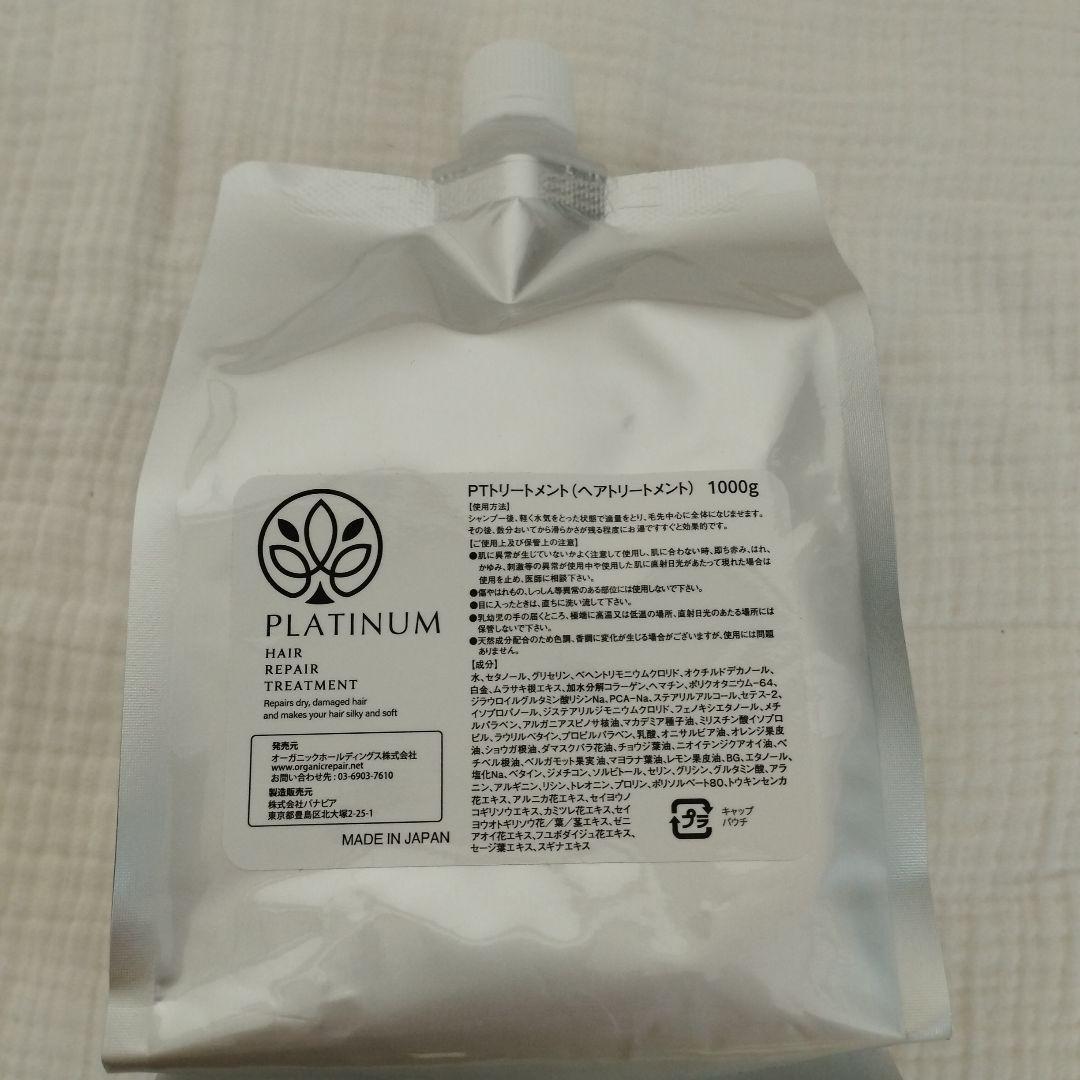 PLATINUM
HAIR
REPAIR
TREATMENT
Repairs dry, damaged hair
and makes your hair silky and soft
発売元
オーガニックホールディングス株式会社
www.organicrepair.net
お問い合わせ先：03-6903-7610
製造販売元
株式会社パナビア
東京都豊島区北大塚2-25-1
MADE IN JAPAN
PTトリートメント（ヘアトリートメント） 1000g
【使用方法】
シャンプー後、軽く水気をとった状態で適量をとり、毛先中心に全体になじませます。
その後、数分おいてから滑らかさが残る程度にお湯ですすぐと効果的です。
【ご使用上及び保管上の注意】
●肌に異常が生じていないかよく注意して使用し、肌に合わない時、即ち赤み、はれ、
かゆみ、刺激等の異常が使用中や使用した肌に直射日光があたって現れた場合は
使用を止め、医師に相談下さい。
●傷やはれもの、しっしん等異常のある部位には使用しないで下さい。
●目に入ったときは、直ちに洗い流して下さい。
●乳幼児の手の届くところ、極端に高温又は低温の場所、直射日光のあたる場所には
保管しないで下さい。
●天然成分配合のため色調、香調に変化が生じる場合がございますが、使用には問題
ありません。
【成分】
水、セタノール、グリセリン、ベヘントリモニウムクロリド、オクチルドデカノール、
白金、ムラサキ根エキス、加水分解コラーゲン、ヘマチン、ポリクオタニウム-64、
ジラウロイルグルタミン酸リシンNa、PCA-Na、ステアリルアルコール、セテス-2、
イソプロパノール、ジステアリルジモニウムクロリド、フェノキシエタノール、メチ
ルパラベン、アルガニアスピノサ核油、マカデミア種子油、ミリスチン酸イソプロ
ピル、ラウリルベタイン、プロピルパラベン、乳酸、オニサルビア油、オレンジ果皮
油、ショウガ根油、ダマスクバラ花油、チョウジ葉油、ニオイテンジクアオイ油、ベ
チベル根油、ベルガモット果実油、マヨラナ葉油、レモン果皮油、BG、エタノール、
塩化Na、ベタイン、ジメチコン、ソルビトール、セリン、グリシン、グルタミン酸、アラ
ニン、アルギニン、リシン、トレオニン、プロリン、ポリソルベート80、トウキンセンカ
花エキス、アルニカ花エキス、セイヨウノ
コギリソウエキス、カミツレ花エキス、セイ
ヨウオトギリソウ花／葉／茎エキス、ゼニ
アオイ花エキス、フユボダイジュ花エキス、
セージ葉エキス、スギナエキス
プラ
キャップ
パウチ